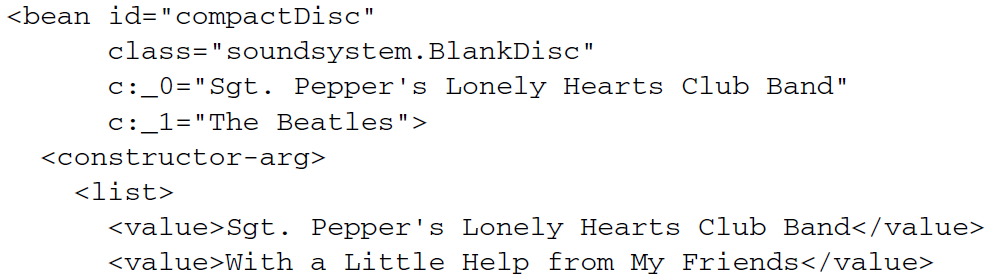 <bean id="compactDisc"
      class="soundsystem.BlankDisc"
      c:_0="Sgt. Pepper's Lonely Hearts Club Band"
      c:_1="The Beatles">
  <constructor-arg>
    <list>
      <value>Sgt. Pepper's Lonely Hearts Club Band</value>
      <value>With a Little Help from My Friends</value>